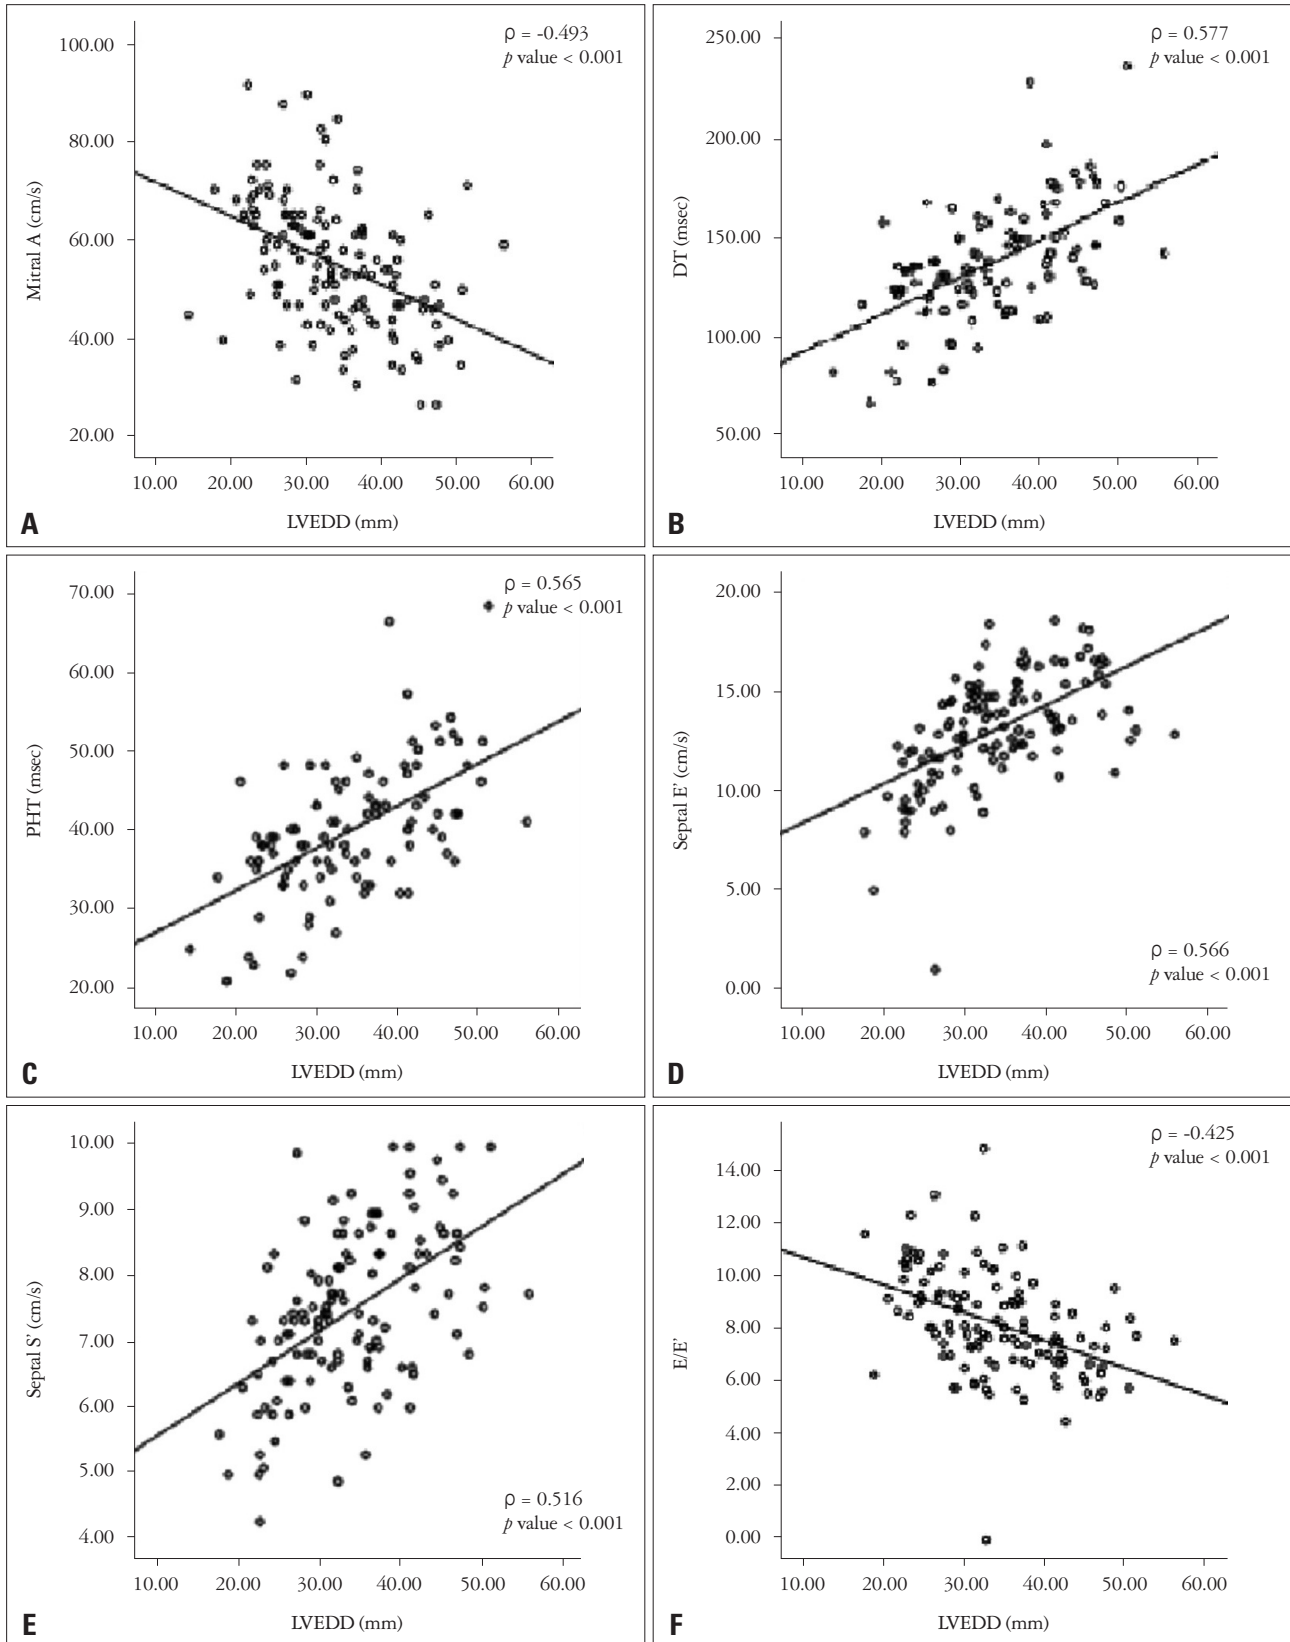 ρ = -0.493
p value < 0.001
100.00
80.00
60.00
40.00
20.00
Mitral A (cm/s)
10.00 20.00 30.00 40.00 50.00 60.00
LVEDD (mm)
A
ρ = 0.577
p value < 0.001
250.00
200.00
150.00
100.00
50.00
DT (msec)
10.00 20.00 30.00 40.00 50.00 60.00
LVEDD (mm)
B
ρ = 0.565
p value < 0.001
70.00
60.00
50.00
40.00
30.00
20.00
PHT (msec)
10.00 20.00 30.00 40.00 50.00 60.00
LVEDD (mm)
C
20.00
15.00
10.00
5.00
0.00
Septal E' (cm/s)
ρ = 0.566
p value < 0.001
10.00 20.00 30.00 40.00 50.00 60.00
LVEDD (mm)
D
10.00
9.00
8.00
7.00
6.00
5.00
4.00
Septal S' (cm/s)
ρ = 0.516
p value < 0.001
10.00 20.00 30.00 40.00 50.00 60.00
LVEDD (mm)
E
ρ = -0.425
p value < 0.001
14.00
12.00
10.00
8.00
6.00
4.00
2.00
0.00
E/E'
10.00 20.00 30.00 40.00 50.00 60.00
LVEDD (mm)
F